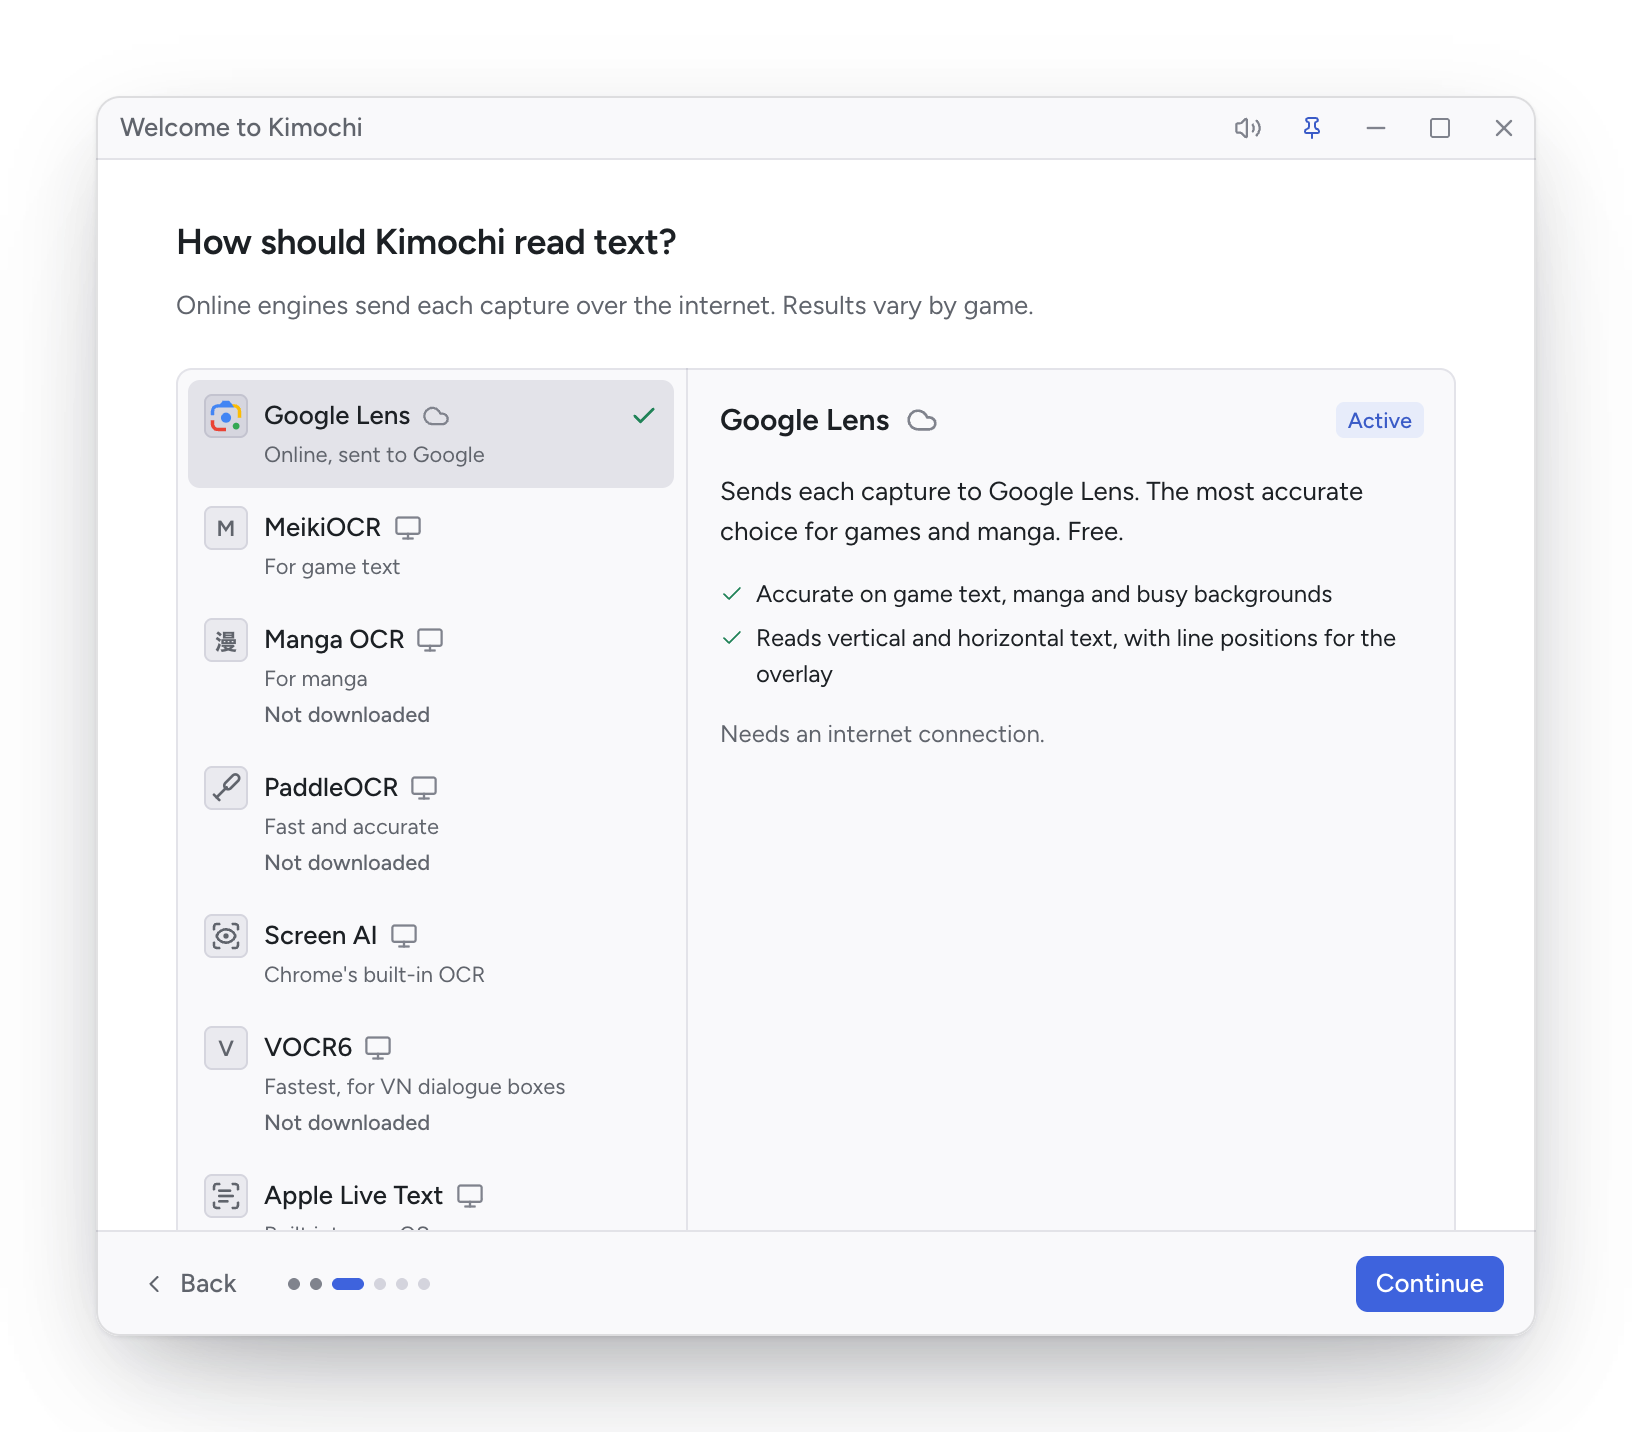 Welcome to Kimochi
How should Kimochi read text?
Online engines send each capture over the internet. Results vary by game.
Google Lens
Online, sent to Google
M
MeikiOCR
For game text
漫
Manga OCR
For manga
Not downloaded
PaddleOCR
Fast and accurate
Not downloaded
Screen AI
Chrome's built-in OCR
V
VOCR6
Fastest, for VN dialogue boxes
Not downloaded
Apple Live Text
Google Lens
Active
Sends each capture to Google Lens. The most accurate
choice for games and manga. Free.
Accurate on game text, manga and busy backgrounds
Reads vertical and horizontal text, with line positions for the
overlay
Needs an internet connection.
Back
Continue